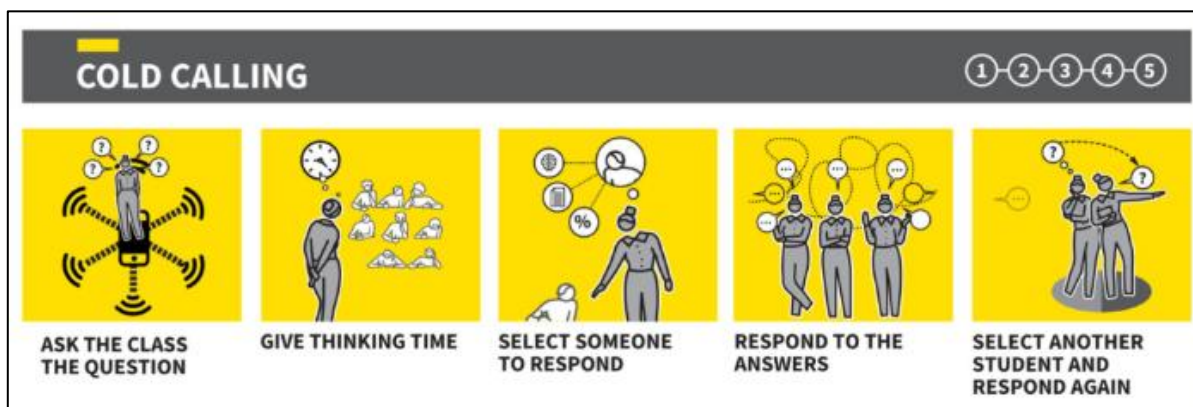 COLD CALLING
1 2 3 4 5
? ? ? ?
%
... ... ... ... ...
... ? ?
ASK THE CLASS
THE QUESTION
GIVE THINKING TIME
SELECT SOMEONE
TO RESPOND
RESPOND TO THE
ANSWERS
SELECT ANOTHER
STUDENT AND
RESPOND AGAIN